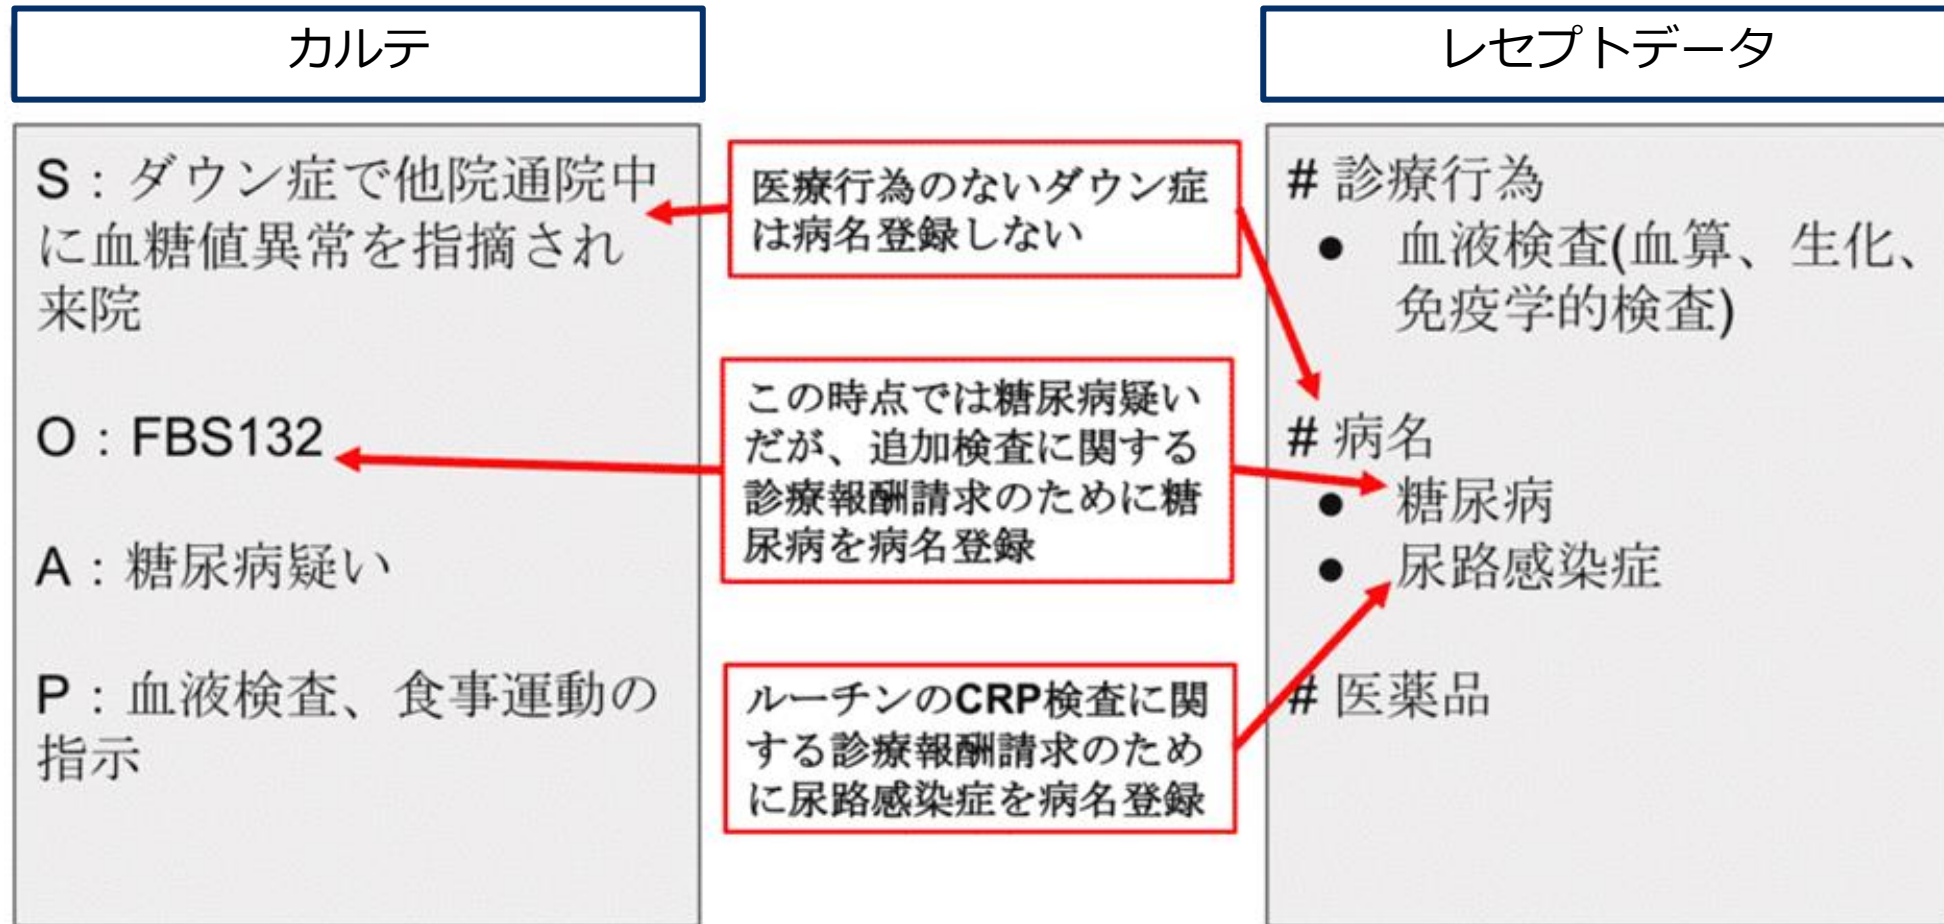 カルテ
レセプトデータ
S：ダウン症で他院通院中
に血糖値異常を指摘され
来院
O：FBS132
A：糖尿病疑い
P：血液検査、食事運動の
指示
医療行為のないダウン症
は病名登録しない
この時点では糖尿病疑い
だが、追加検査に関する
診療報酬請求のために糖
尿病を病名登録
ルーチンのCRP検査に関
する診療報酬請求のため
に尿路感染症を病名登録
# 診療行為
● 血液検査(血算、生化、
免疫学的検査)
# 病名
● 糖尿病
● 尿路感染症
# 医薬品